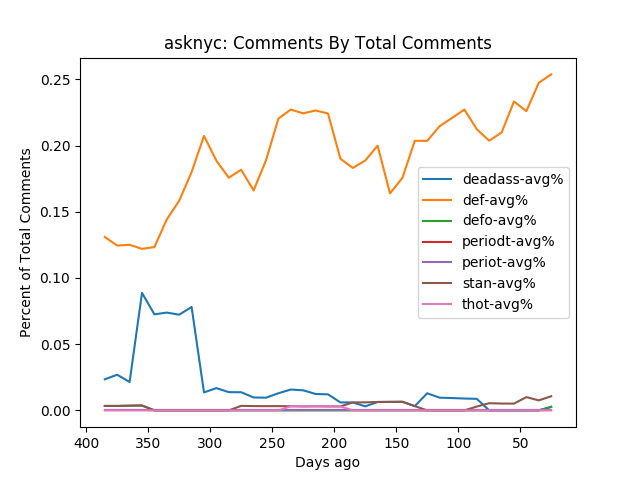 asknyc: Comments By Total Comments
Percent of Total Comments
0.25
0.20
0.15
0.10
0.05
0.00
deadass-avg%
def-avg%
defo-avg%
periodt-avg%
periot-avg%
stan-avg%
thot-avg%
400 350 300 250 200 150 100 50
Days ago